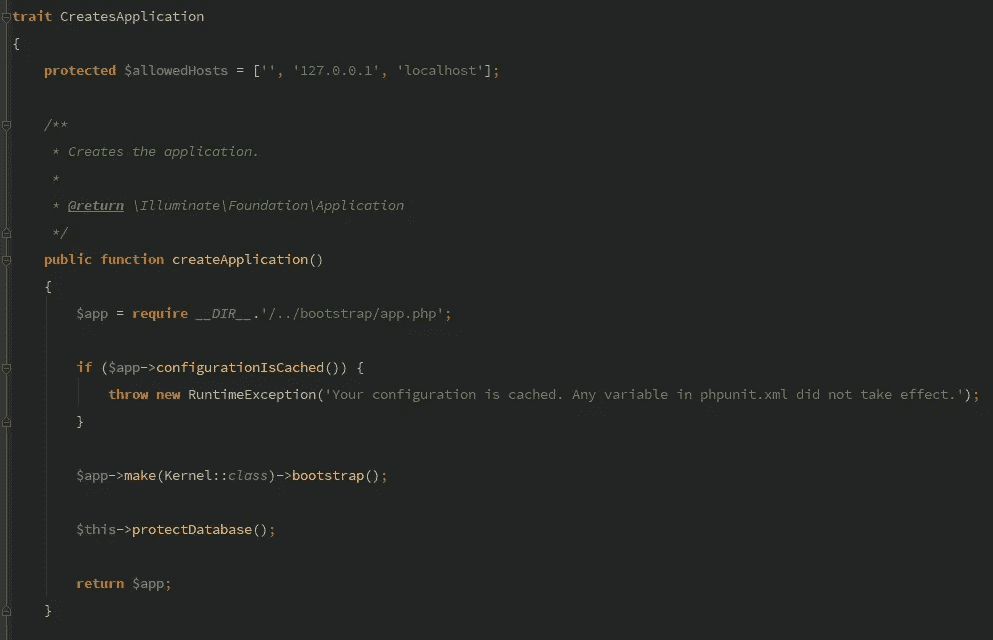 trait CreatesApplication
{
    protected $allowedHosts = ['', '127.0.0.1', 'localhost'];
    /**
     * Creates the application.
     *
     * @return \Illuminate\Foundation\Application
     */
    public function createApplication()
    {
        $app = require __DIR__.'/../bootstrap/app.php';
        if ($app->configurationIsCached()) {
            throw new RuntimeException('Your configuration is cached. Any variable in phpunit.xml did not take effect.');
        }
        $app->make(Kernel::class)->bootstrap();
        $this->protectDatabase();
        return $app;
    }